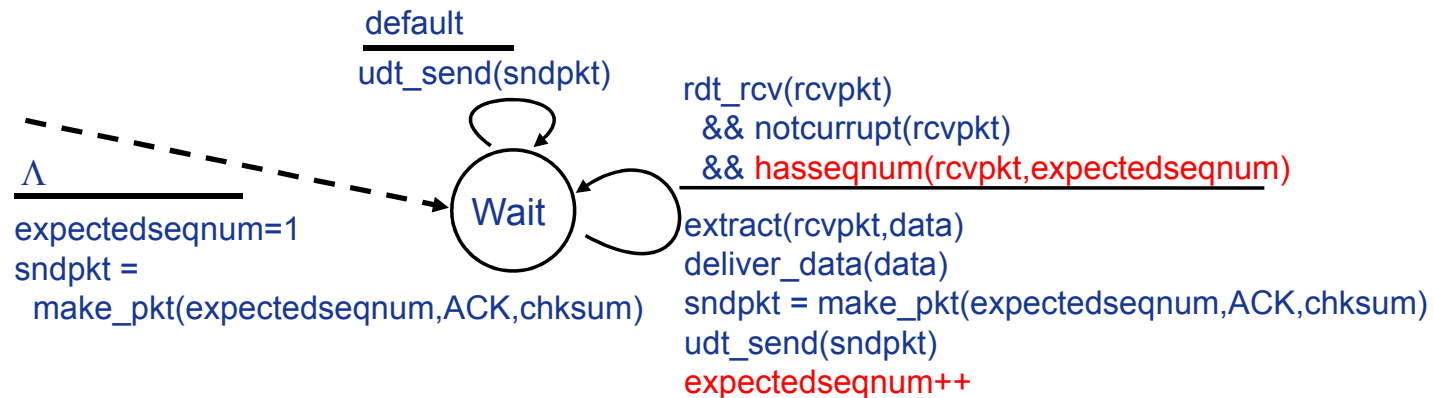 default
udt_send(sndpkt)
rdt_rcv(rcvpkt)
&& notcurrupt(rcvpkt)
&& hasseqnum(rcvpkt,expectedseqnum)
Λ
expectedseqnum=1
sndpkt =
make_pkt(expectedseqnum,ACK,chksum)
Wait
extract(rcvpkt,data)
deliver_data(data)
sndpkt = make_pkt(expectedseqnum,ACK,chksum)
udt_send(sndpkt)
expectedseqnum++